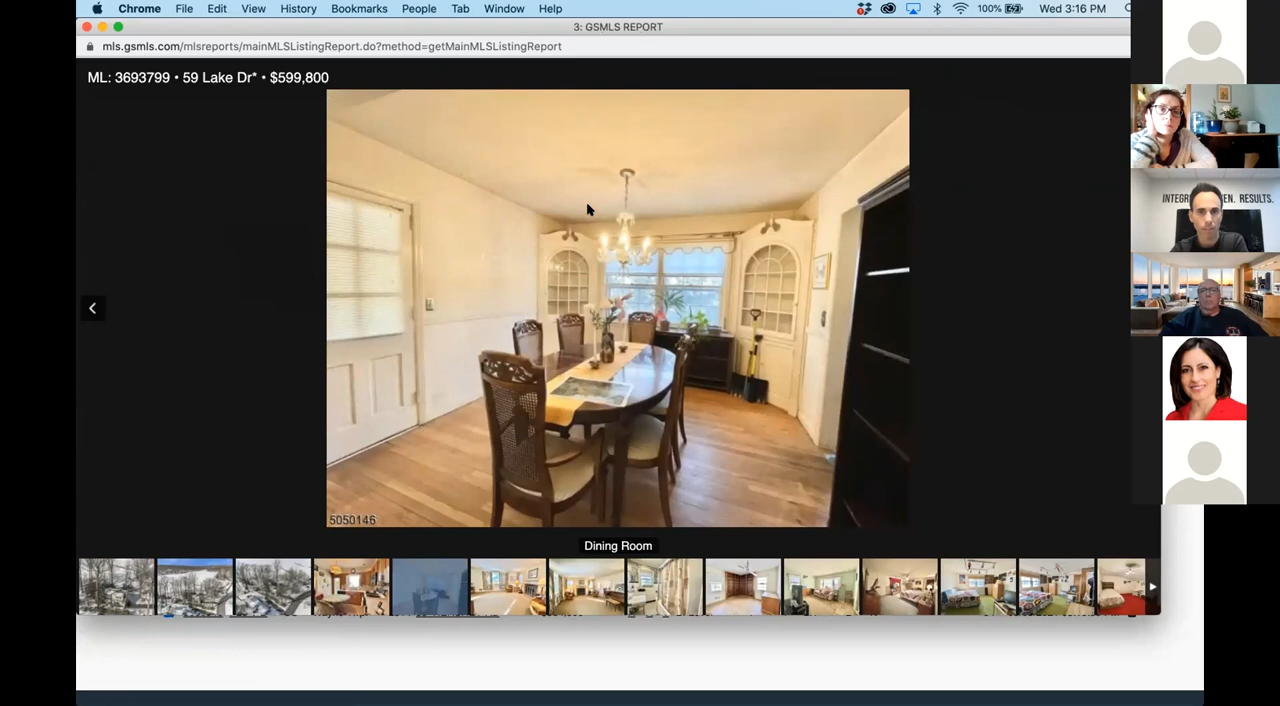 Chrome File Edit View History Bookmarks People Tab Window Help 100% Wed 3:16 PM
3: GSMLS REPORT
mls.gsmls.com/mlsreports/mainMLSListingReport.do?method=getMainMLSListingReport
ML: 3693799 • 59 Lake Dr* • $599,800
INTEGR EN. RESULTS.
5050146
Dining Room